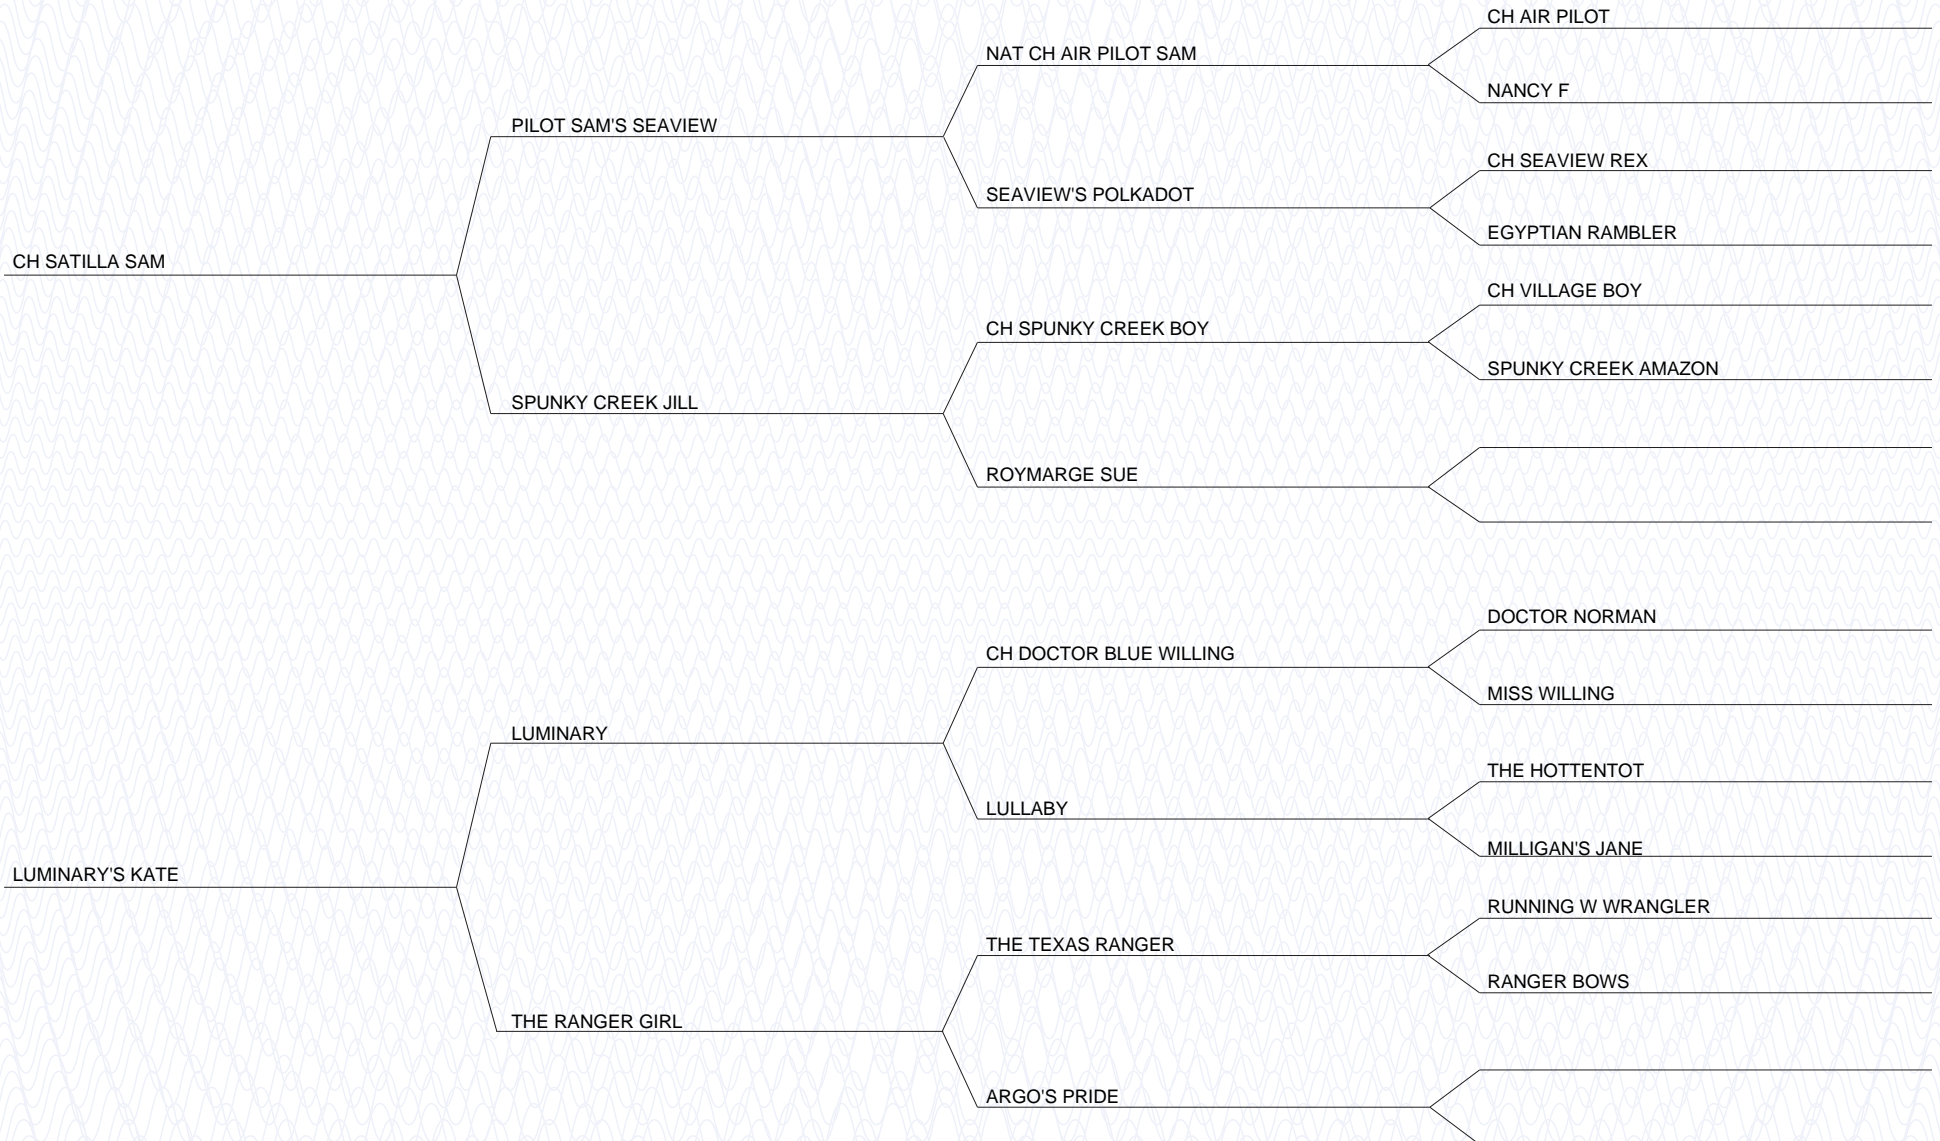 CH AIR PILOT
NAT CH AIR PILOT SAM
NANCY F
PILOT SAM'S SEAVIEW
CH SEAVIEW REX
SEAVIEW'S POLKADOT
EGYPTIAN RAMBLER
CH SATILLA SAM
CH VILLAGE BOY
CH SPUNKY CREEK BOY
SPUNKY CREEK AMAZON
SPUNKY CREEK JILL
ROYMARGE SUE
DOCTOR NORMAN
CH DOCTOR BLUE WILLING
MISS WILLING
LUMINARY
THE HOTTENTOT
LULLABY
MILLIGAN'S JANE
LUMINARY'S KATE
RUNNING W WRANGLER
THE TEXAS RANGER
RANGER BOWS
THE RANGER GIRL
ARGO'S PRIDE